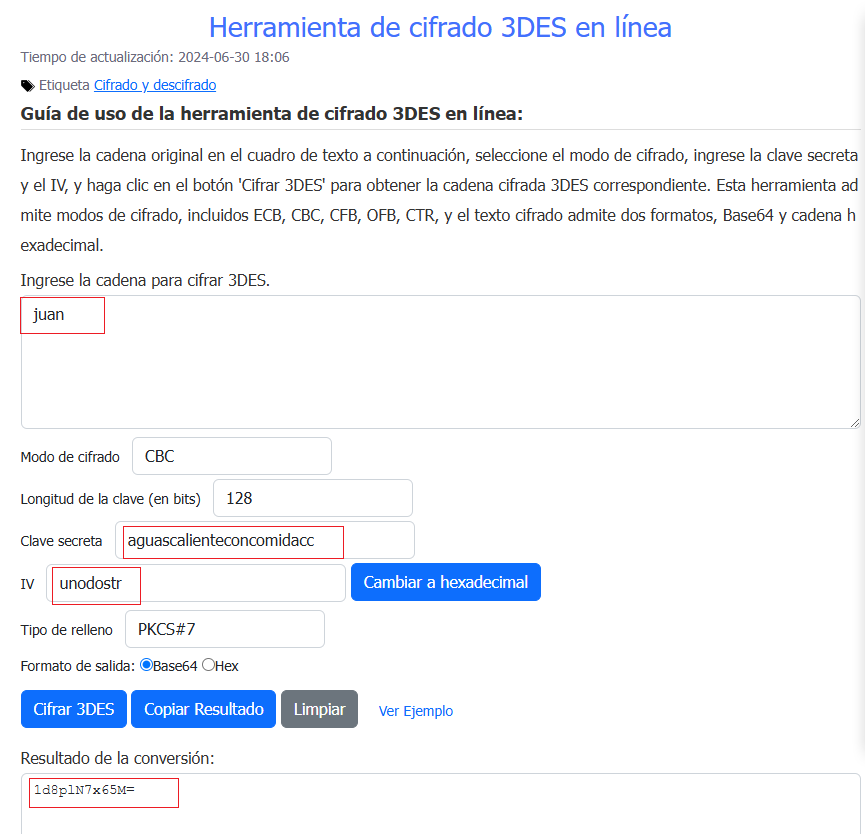 Herramienta de cifrado 3DES en línea
Tiempo de actualización: 2024-06-30 18:06
Etiqueta Cifrado y descifrado
Guía de uso de la herramienta de cifrado 3DES en línea:
Ingrese la cadena original en el cuadro de texto a continuación, seleccione el modo de cifrado, ingrese la clave secreta
y el IV, y haga clic en el botón 'Cifrar 3DES' para obtener la cadena cifrada 3DES correspondiente. Esta herramienta ad
mite modos de cifrado, incluidos ECB, CBC, CFB, OFB, CTR, y el texto cifrado admite dos formatos, Base64 y cadena h
exadecimal.
Ingrese la cadena para cifrar 3DES.
juan
Modo de cifrado CBC
Longitud de la clave (en bits) 128
Clave secreta aguascalienteconcomidacc
IV unodostr Cambiar a hexadecimal
Tipo de relleno PKCS#7
Formato de salida: Base64 Hex
Cifrar 3DES Copiar Resultado Limpiar Ver Ejemplo
Resultado de la conversión:
1d8plN7x65M=